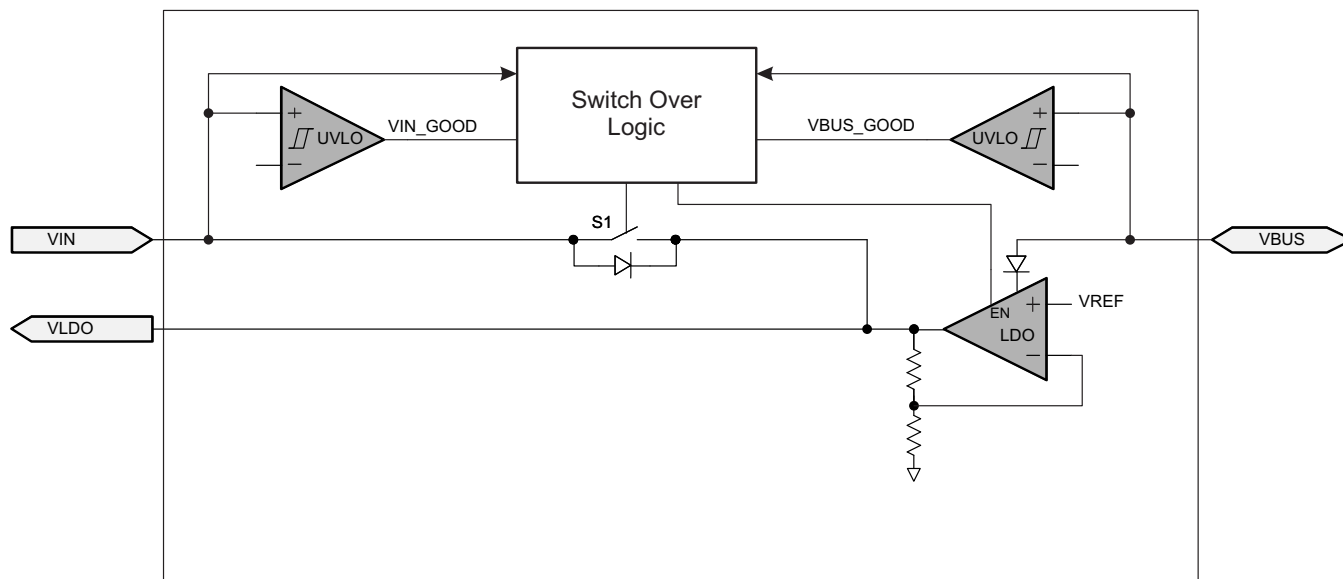 Switch Over
Logic
+
UVLO
−
VIN_GOOD
VBUS_GOOD
+
UVLO
−
S1
VIN
VBUS
+
VREF
EN
LDO
−
VLDO